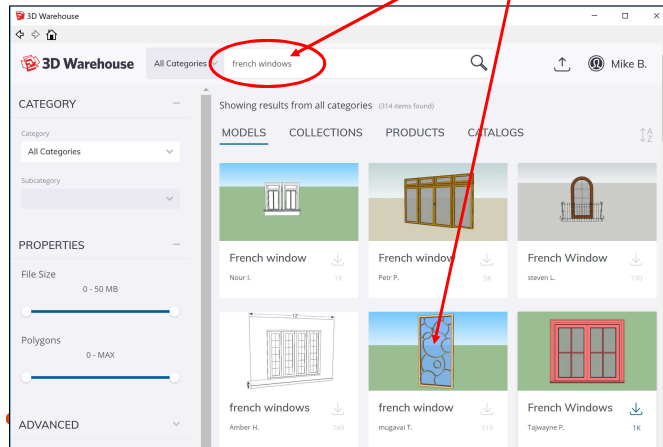 3D Warehouse
3D Warehouse
All Categories
french windows
Mike B.
CATEGORY
Category
All Categories
Subcategory
PROPERTIES
File Size
0 - 50 MB
Polygons
0 - MAX
ADVANCED
Showing results from all categories (314 items found)
MODELS COLLECTIONS PRODUCTS CATALOGS
French window
Nour I.
1K
French window
Petr P.
5K
French Window
steven L.
740
12'
french windows
Amber H.
french window
mugavai T.
French Windows
Tajwayne P.
1K